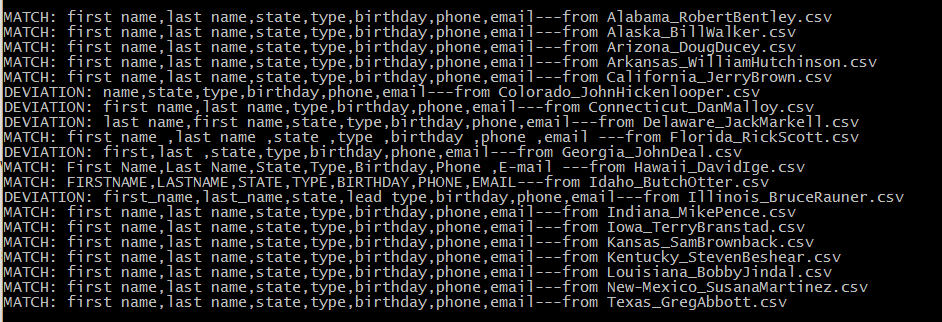 MATCH: first name,last name,state,type,birthday,phone,email---from Alabama_RobertBentley.csv
MATCH: first name,last name,state,type,birthday,phone,email---from Alaska_BillWalker.csv
MATCH: first name,last name,state,type,birthday,phone,email---from Arizona_DougDucey.csv
MATCH: first name,last name,state,type,birthday,phone,email---from Arkansas_WilliamHutchinson.csv
MATCH: first name,last name,state,type,birthday,phone,email---from California_JerryBrown.csv
DEVIATION: name,state,type,birthday,phone,email---from Colorado_JohnHickenlooper.csv
DEVIATION: first name,last name,type,birthday,phone,email---from Connecticut_DanMalloy.csv
DEVIATION: last name,first name,state,type,birthday,phone,email---from Delaware_JackMarkell.csv
MATCH: first name ,last name ,state ,type ,birthday ,phone ,email ---from Florida_RickScott.csv
DEVIATION: first,last ,state,type,birthday,phone,email---from Georgia_JohnDeal.csv
MATCH: First Name,Last Name,State,Type,Birthday,Phone ,E-mail ---from Hawaii_DavidIge.csv
MATCH: FIRSTNAME,LASTNAME,STATE,TYPE,BIRTHDAY,PHONE,EMAIL---from Idaho_ButchOtter.csv
DEVIATION: first_name,last_name,state,lead type,birthday,phone,email---from Illinois_BruceRauner.csv
MATCH: first name,last name,state,type,birthday,phone,email---from Indiana_MikePence.csv
MATCH: first name,last name,state,type,birthday,phone,email---from Iowa_TerryBranstad.csv
MATCH: first name,last name,state,type,birthday,phone,email---from Kansas_SamBrownback.csv
MATCH: first name,last name,state,type,birthday,phone,email---from Kentucky_StevenBeshear.csv
MATCH: first name,last name,state,type,birthday,phone,email---from Louisiana_BobbyJindal.csv
MATCH: first name,last name,state,type,birthday,phone,email---from New-Mexico_SusanaMartinez.csv
MATCH: first name,last name,state,type,birthday,phone,email---from Texas_GregAbbott.csv